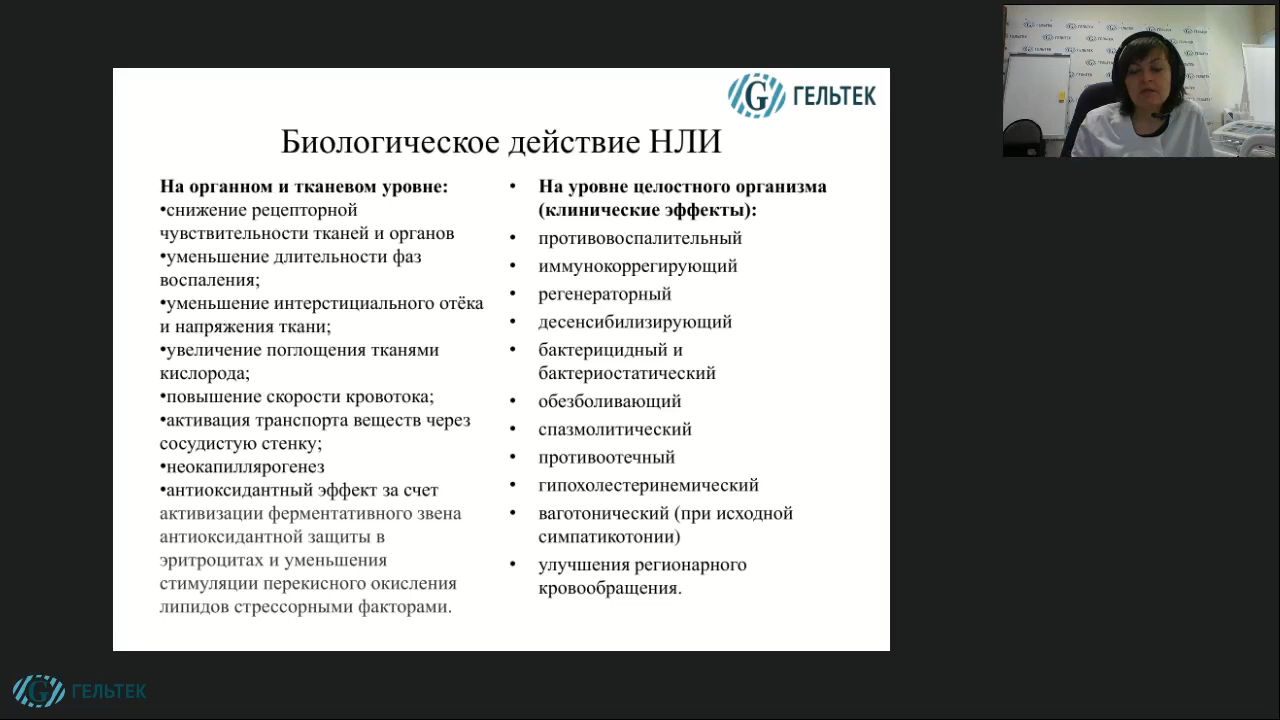 ГЕЛЬТЕК
Биологическое действие НЛИ
На органном и тканевом уровне:
•снижение рецепторной
чувствительности тканей и органов
•уменьшение длительности фаз
воспаления;
•уменьшение интерстициального отёка
и напряжения ткани;
•увеличение поглощения тканями
кислорода;
•повышение скорости кровотока;
•активация транспорта веществ через
сосудистую стенку;
•неокапиллярогенез
•антиоксидантный эффект за счет
активизации ферментативного звена
антиоксидантной защиты в
эритроцитах и уменьшения
стимуляции перекисного окисления
липидов стрессорными факторами.
• На уровне целостного организма
(клинические эффекты):
• противовоспалительный
• иммунокоррегирующий
• регенераторный
• десенсибилизирующий
• бактерицидный и
бактериостатический
• обезболивающий
• спазмолитический
• противоотечный
• гипохолестеринемический
• ваготонический (при исходной
симпатикотонии)
• улучшения регионарного
кровообращения.
ГЕЛЬТЕК